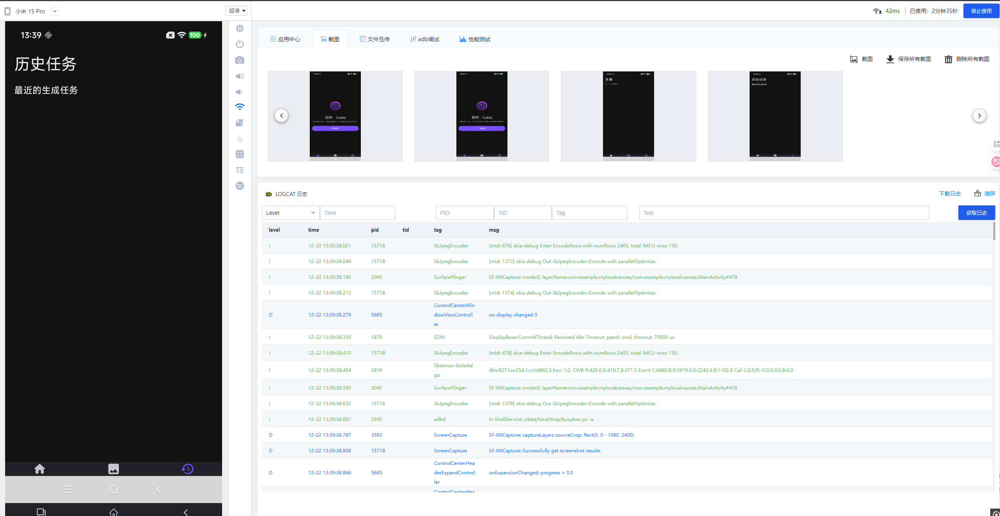 小米 15 Pro
超清
42ms
已使用：2分钟35秒
停止使用
13:39
100
历史任务
最近的生成任务
应用中心
截图
文件互传
adb调试
性能测试
截图
保存所有截图
删除所有截图
您好：Caleb
您好：Caleb
历史任务
最近的生成任务
LOGCAT 日志
下载日志
清屏
Level
Time
PID
TID
Tag
Text
获取日志
level time pid tid tag msg
I 12-22 13:39:38.021 15718 SkJpegEncoder [mId: 676] skia-debug Enter EncodeRows with numRows 2400, total iMCU rows 150.
I 12-22 13:39:38.048 15718 SkJpegEncoder [mId: 1372] skia-debug Out SkJpegEncoder::Encode with parallelOptimize.
I 12-22 13:39:38.186 2045 SurfaceFlinger SF-MICapture: mode:0, layerName:com.example.mylocalcanvas/com.example.mylocalcanvas.MainActivity#478
I 12-22 13:39:38.212 15718 SkJpegEncoder [mId: 1374] skia-debug Out SkJpegEncoder::Encode with parallelOptimize.
D 12-22 13:39:38.279 5685 ControlCenterWindowViewController on display changed 0
I 12-22 13:39:38.350 1879 SDM DisplayBase::CommitThread: Received Idle Timeout, panel: cmd, timeout: 70000 us
I 12-22 13:39:38.410 15718 SkJpegEncoder [mId: 678] skia-debug Enter EncodeRows with numRows 2400, total iMCU rows 150.
I 12-22 13:39:38.454 2819 libsensor-boledalgo dbv:927,lux:254.1,cct:4862.5,hsv:-1.0, CWB R:429.0,G:410.7,B:371.5 Event C:6480.8,R:3919.6,G:2242.6,B:1102.8 Cali C:0.0,R:-0.0,G:0.0,B:0.0
I 12-22 13:39:38.590 2045 SurfaceFlinger SF-MICapture: mode:0, layerName:com.example.mylocalcanvas/com.example.mylocalcanvas.MainActivity#478
I 12-22 13:39:38.635 15718 SkJpegEncoder [mId: 1378] skia-debug Out SkJpegEncoder::Encode with parallelOptimize.
I 12-22 13:39:38.697 2945 adbd in ShellService: /data/local/tmp/busybox ps -a
D 12-22 13:39:38.787 3583 ScreenCapture SF-MICapture: captureLayers sourceCrop: Rect(0, 0 - 1080, 2400)
D 12-22 13:39:38.808 15718 ScreenCapture SF-MICapture: Successfully get screenshot results
D 12-22 13:39:38.866 5685 ControlCenterHeaderExpandController onExpansionChanged: progress = 0.0
ControlCenterHea